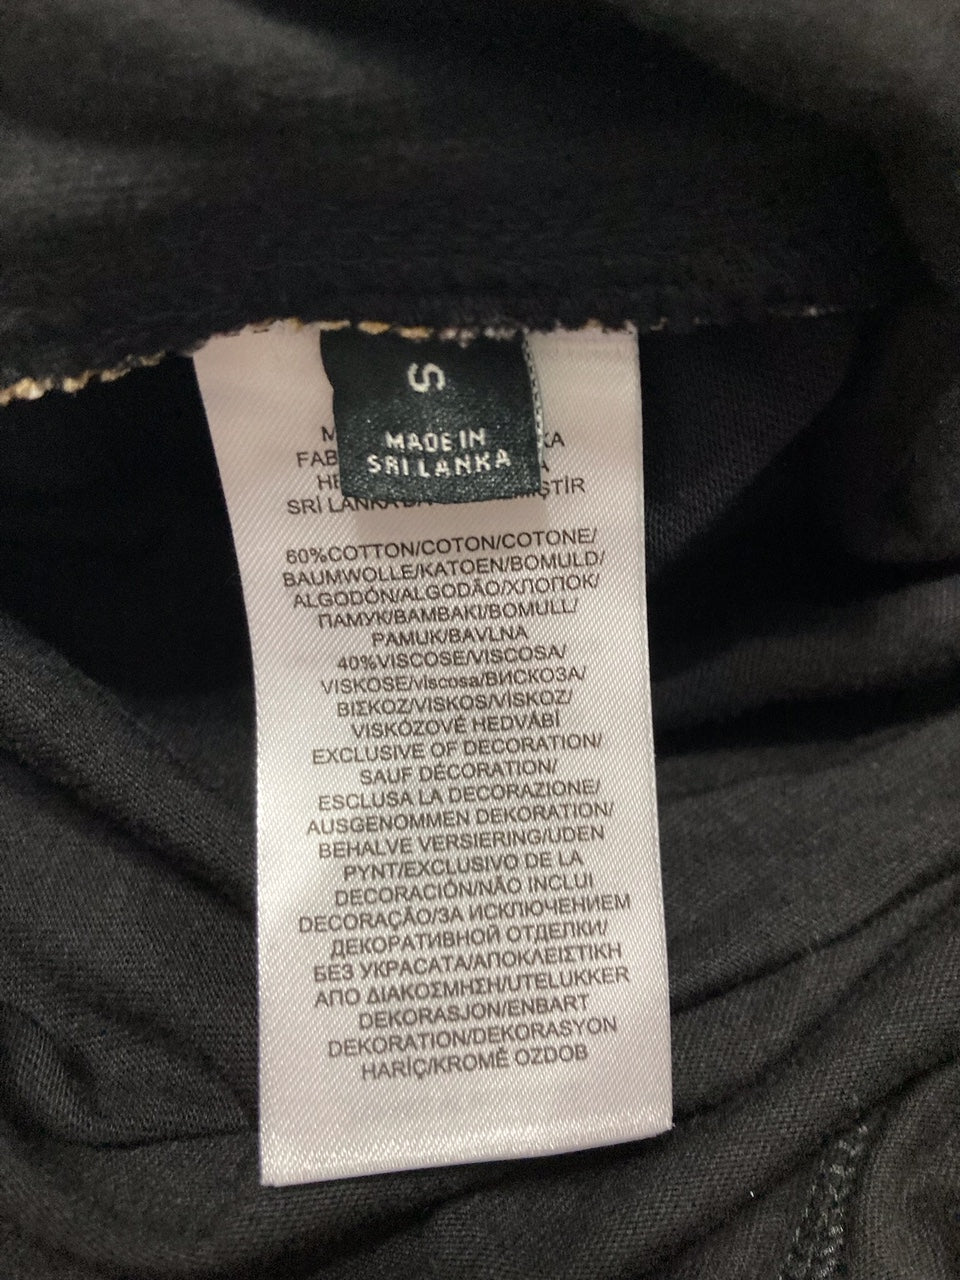 S
MADE IN
SRI LANKA
SRİ LANKA
60%COTTON/COTON/COTONE/
BAUMWOLLE/KATOEN/BOMULD/
ALGODÓN/ALGODÃO/ХЛОПОК/
ПАМУК/ΒΑΜΒΑΚΙ/BOMULL/
PAMUK/BAVLNA
40%VISCOSE/VISCOSA/
VISKOSE/viscosa/ВИСКОЗА/
ΒΙΣΚΟΖ/VISKOS/VİSKOZ/
VISKÓZOVÉ HEDVÁBÍ
EXCLUSIVE OF DECORATION/
SAUF DÉCORATION/
ESCLUSA LA DECORAZIONE/
AUSGENOMMEN DEKORATION/
BEHALVE VERSIERING/UDEN
PYNT/EXCLUSIVO DE LA
DECORACIÓN/NÃO INCLUI
DECORAÇÃO/ЗА ИСКЛЮЧЕНИЕМ
ДЕКОРАТИВНОЙ ОТДЕЛКИ/
БЕЗ УКРАСАТА/ΑΠΟΚΛΕΙΣΤΙΚΗ
ΑΠΟ ΔΙΑΚΟΣΜΗΣΗ/UTELUKKER
DEKORASJON/ENBART
DEKORATION/DEKORASYON
HARİÇ/KROMĚ OZDOB